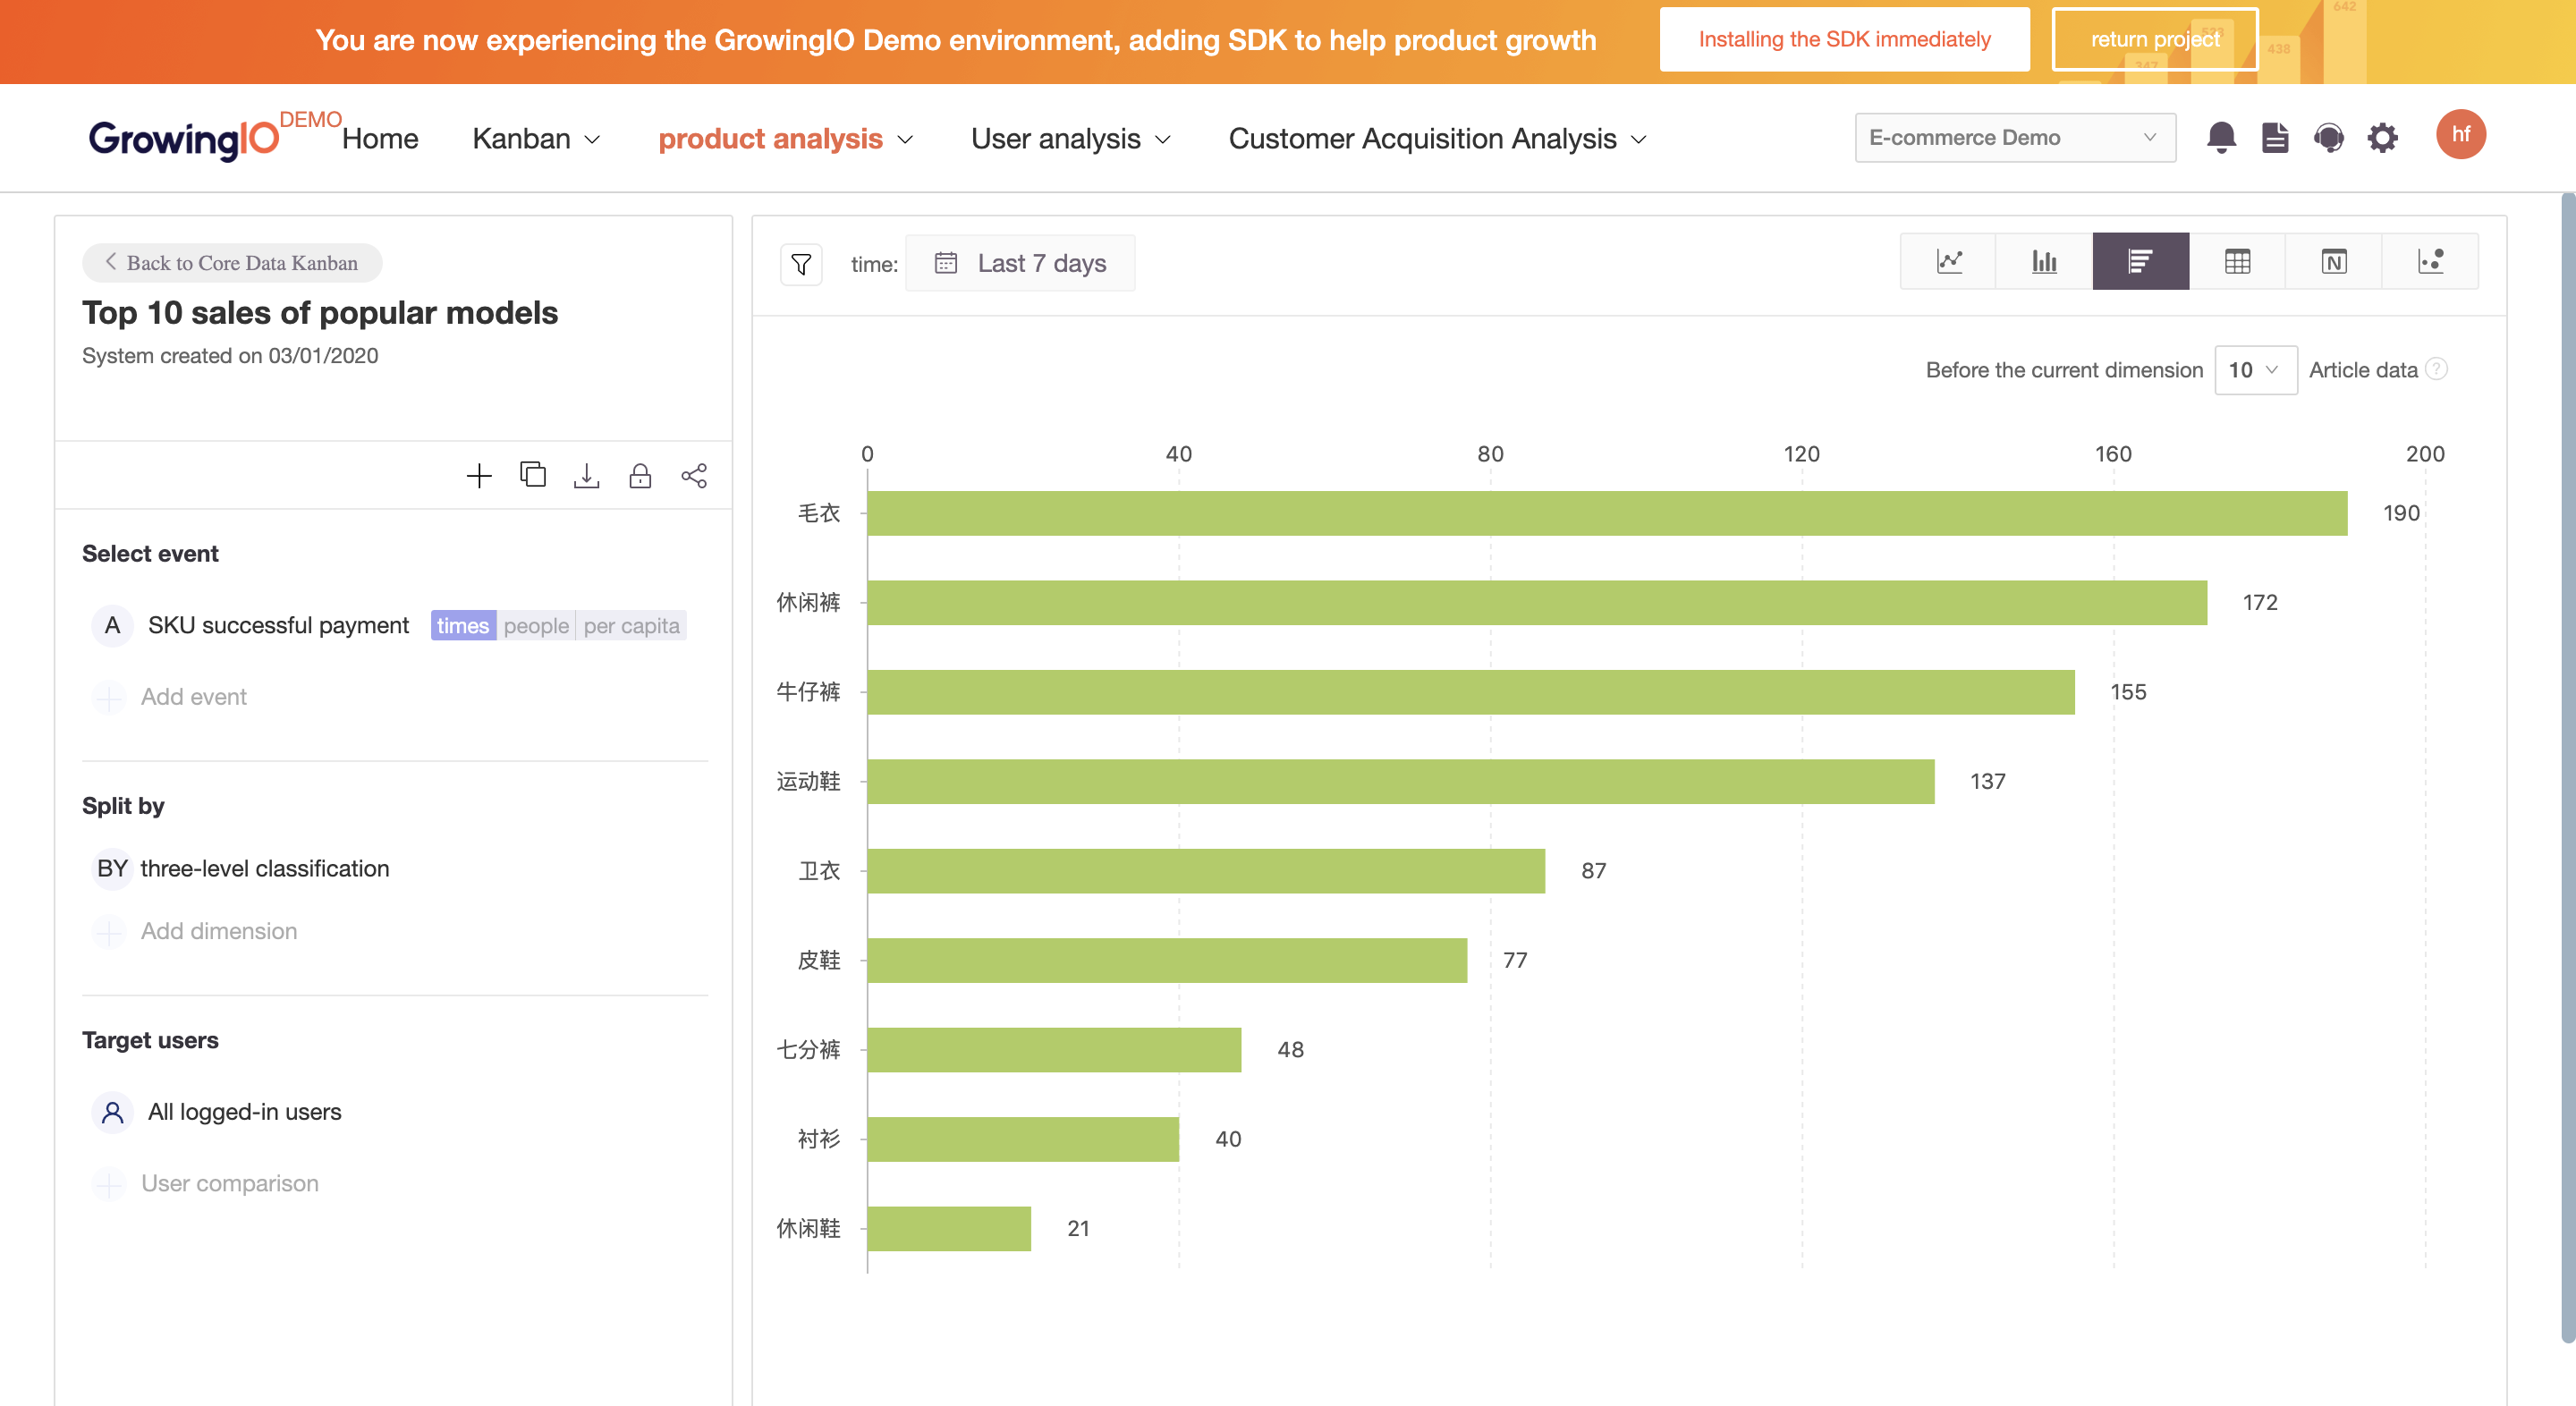 You are now experiencing the GrowingIO Demo environment, adding SDK to help product growth
Installing the SDK immediately
return project
347
438
642
GrowingIO DEMO
Home
Kanban
product analysis
User analysis
Customer Acquisition Analysis
E-commerce Demo
hf
Back to Core Data Kanban
Top 10 sales of popular models
System created on 03/01/2020
Select event
A SKU successful payment times people per capita
Add event
Split by
BY three-level classification
Add dimension
Target users
All logged-in users
User comparison
time: Last 7 days
N
Before the current dimension 10 Article data ?
0 40 80 120 160 200
毛衣 190
休闲裤 172
牛仔裤 155
运动鞋 137
卫衣 87
皮鞋 77
七分裤 48
衬衫 40
休闲鞋 21